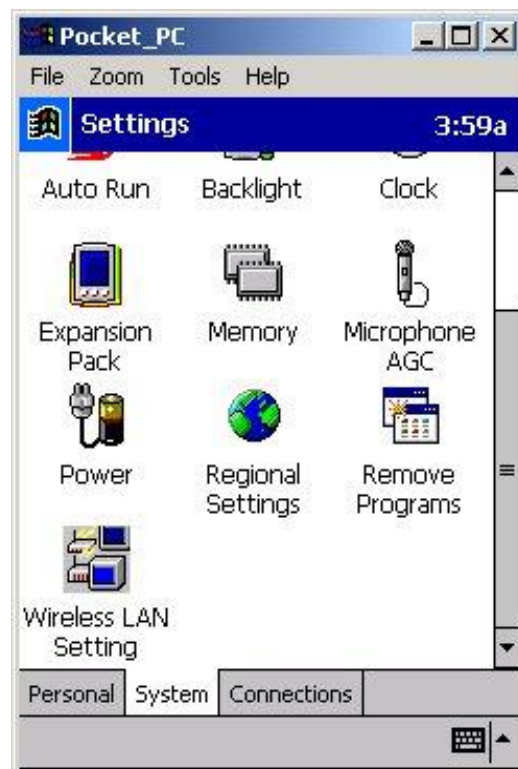 Pocket_PC
File Zoom Tools Help
Settings 3:59a
Auto Run Backlight Clock
Expansion Memory Microphone
Pack AGC
Power Regional Remove
Settings Programs
Wireless LAN
Setting
Personal System Connections